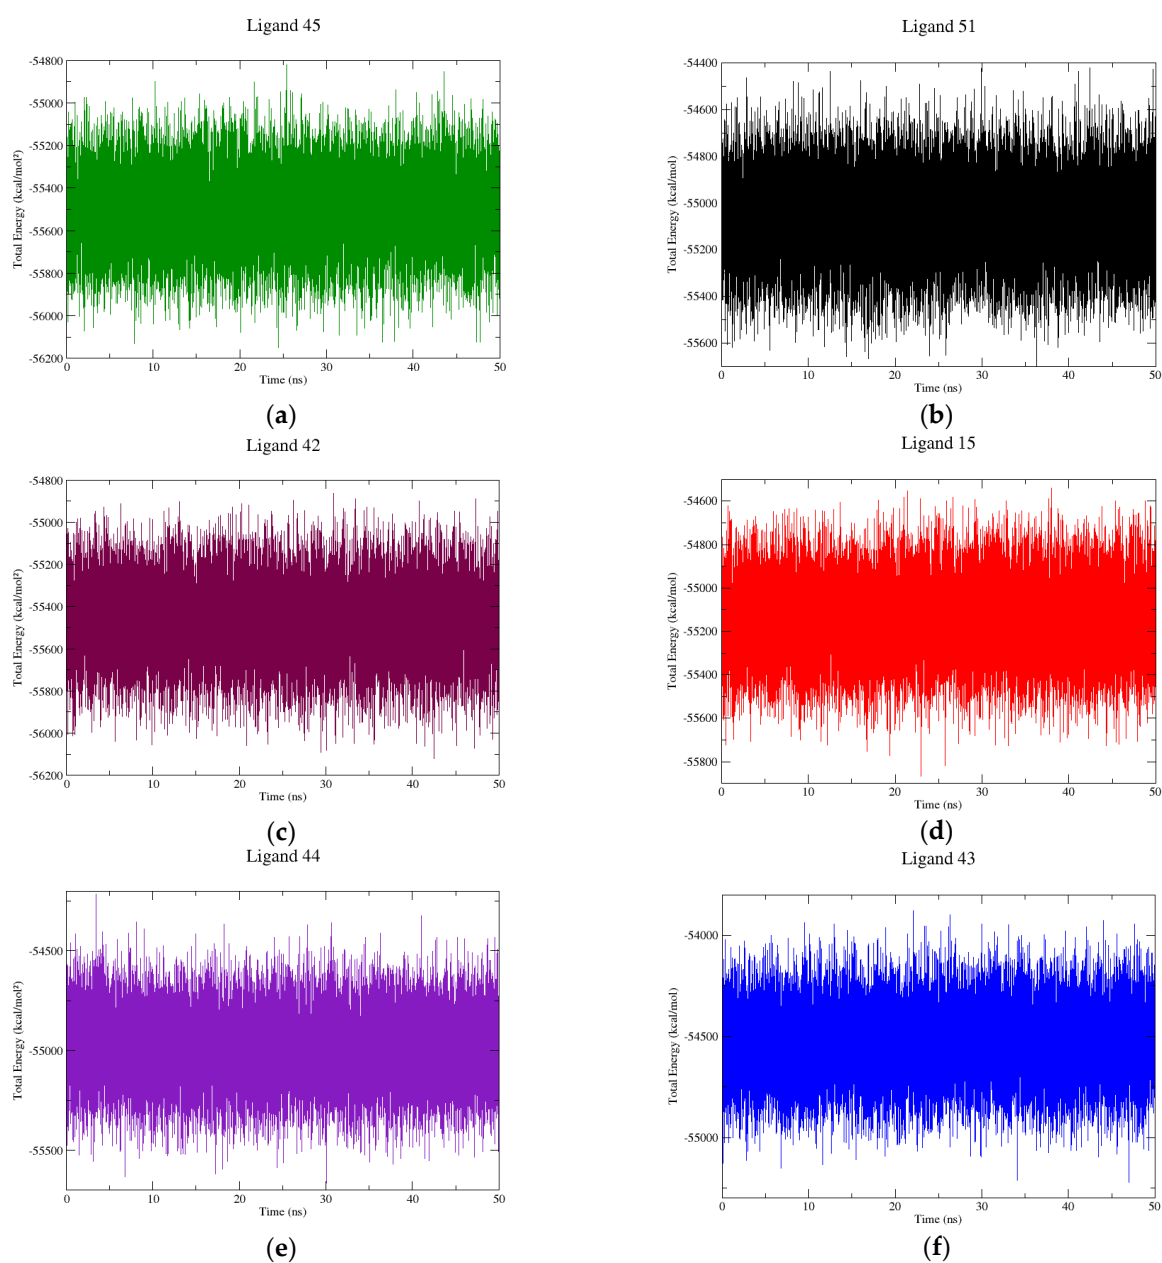 Ligand 45
-54800
-55000
-55200
-55400
-55600
-55800
-56000
-56200
Total Energy (kcal/mol²)
0 10 20 30 40 50
Time (ns)
(a)
Ligand 51
-54400
-54600
-54800
-55000
-55200
-55400
-55600
Total Energy (kcal/mol)
0 10 20 30 40 50
Time (ns)
(b)
Ligand 42
-54800
-55000
-55200
-55400
-55600
-55800
-56000
-56200
Total Energy (kcal/mol²)
0 10 20 30 40 50
Time (ns)
(c)
Ligand 15
-54600
-54800
-55000
-55200
-55400
-55600
-55800
Total Energy (kcal/mol)
0 10 20 30 40 50
Time (ns)
(d)
Ligand 44
-54500
-55000
-55500
Total Energy (kcal/mol²)
0 10 20 30 40 50
Time (ns)
(e)
Ligand 43
-54000
-54500
-55000
Total Energy (kcal/mol)
0 10 20 30 40 50
Time (ns)
(f)